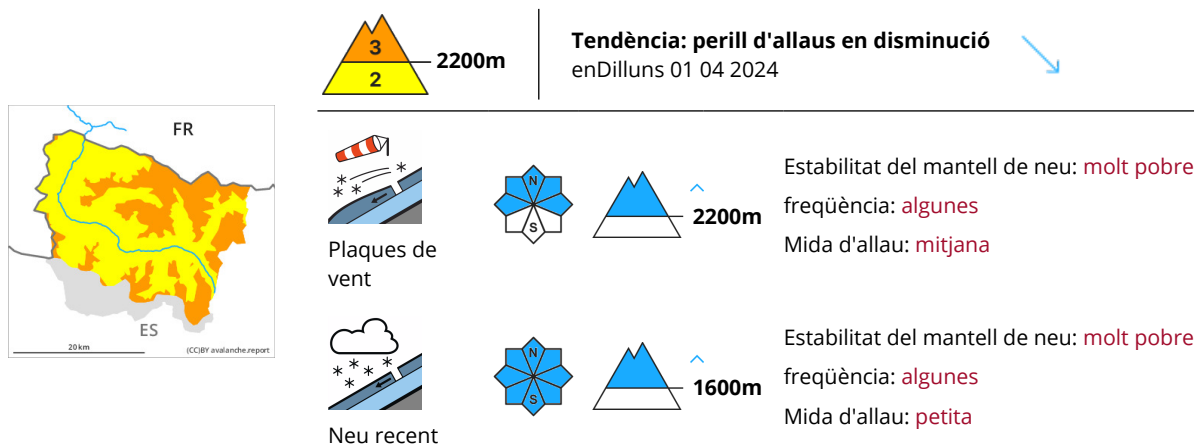 3
2
2200m
Tendència: perill d'allaus en disminució
enDilluns 01 04 2024
FR
ES
20 km
(CC)BY avalanche.report
Plaques de
vent
N
S
2200m
Estabilitat del mantell de neu: molt pobre
freqüència: algunes
Mida d'allau: mitjana
Neu recent
N
S
1600m
Estabilitat del mantell de neu: molt pobre
freqüència: algunes
Mida d'allau: petita